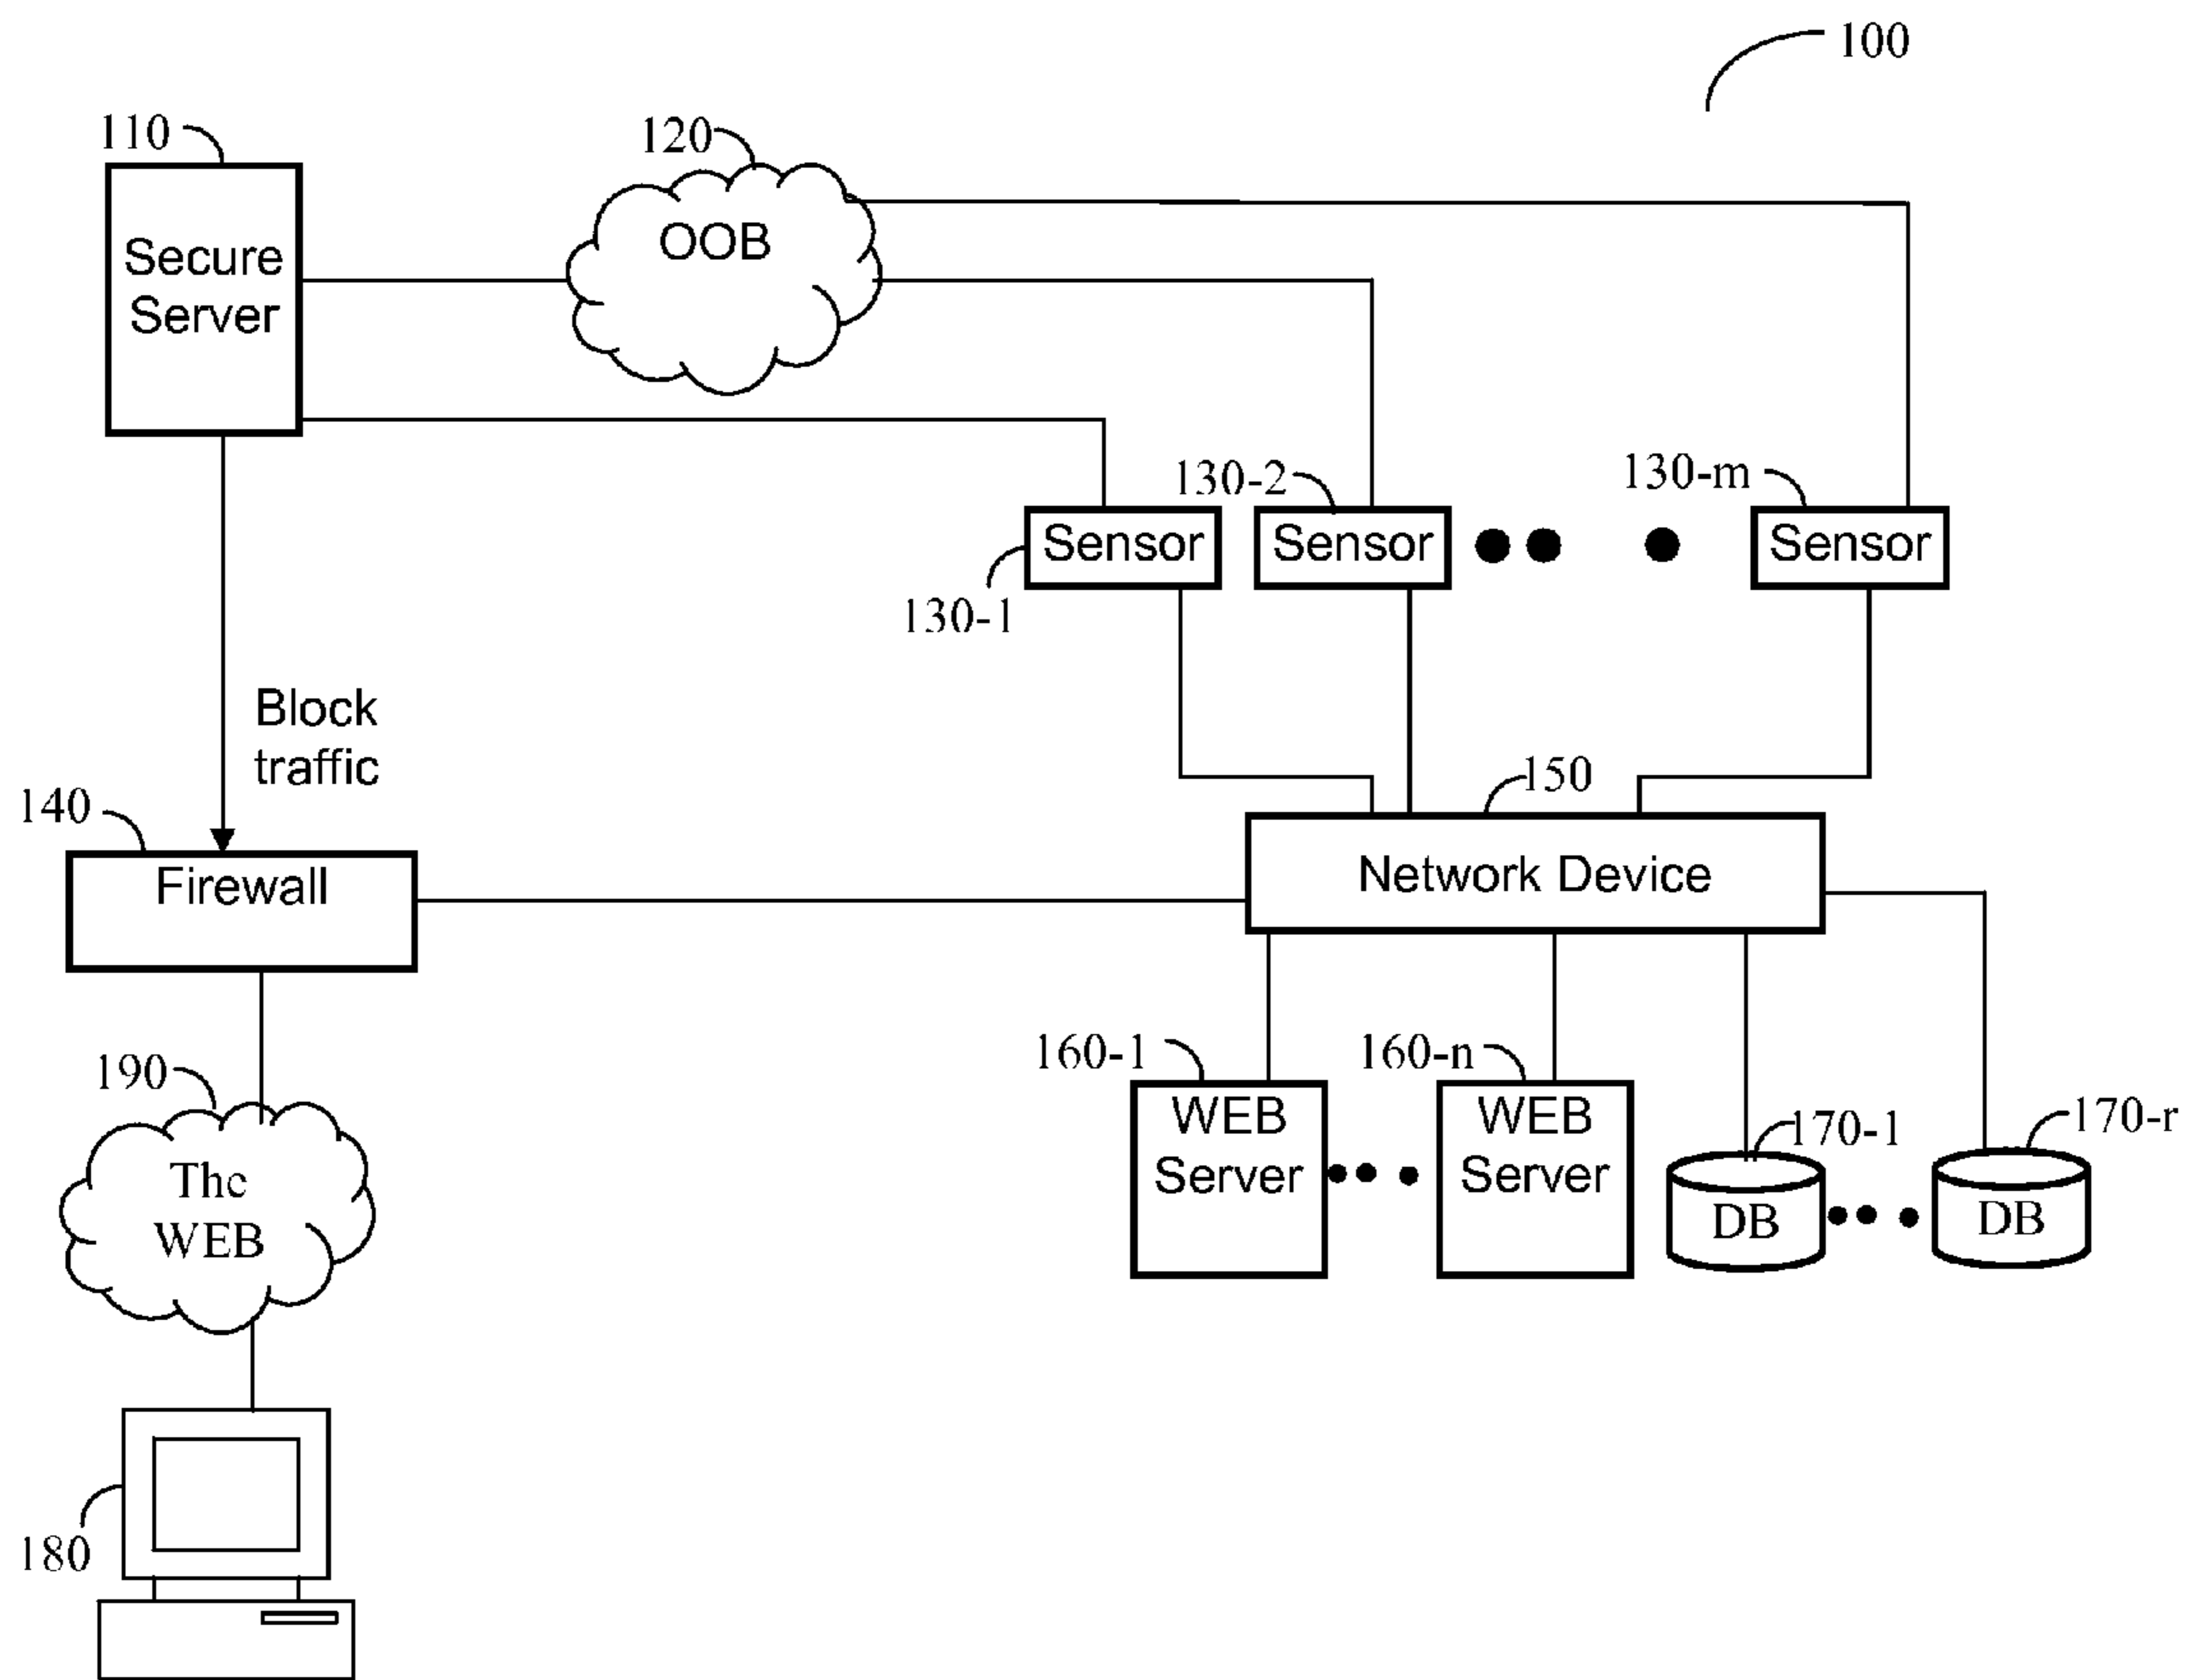 100
110
120
Secure
Server
OOB
130-2
130-m
Sensor
Sensor
Sensor
130-1
Block
traffic
140
150
Firewall
Network Device
190
160-1
160-n
170-1
170-r
The
WEB
WEB
Server
WEB
Server
DB
DB
180